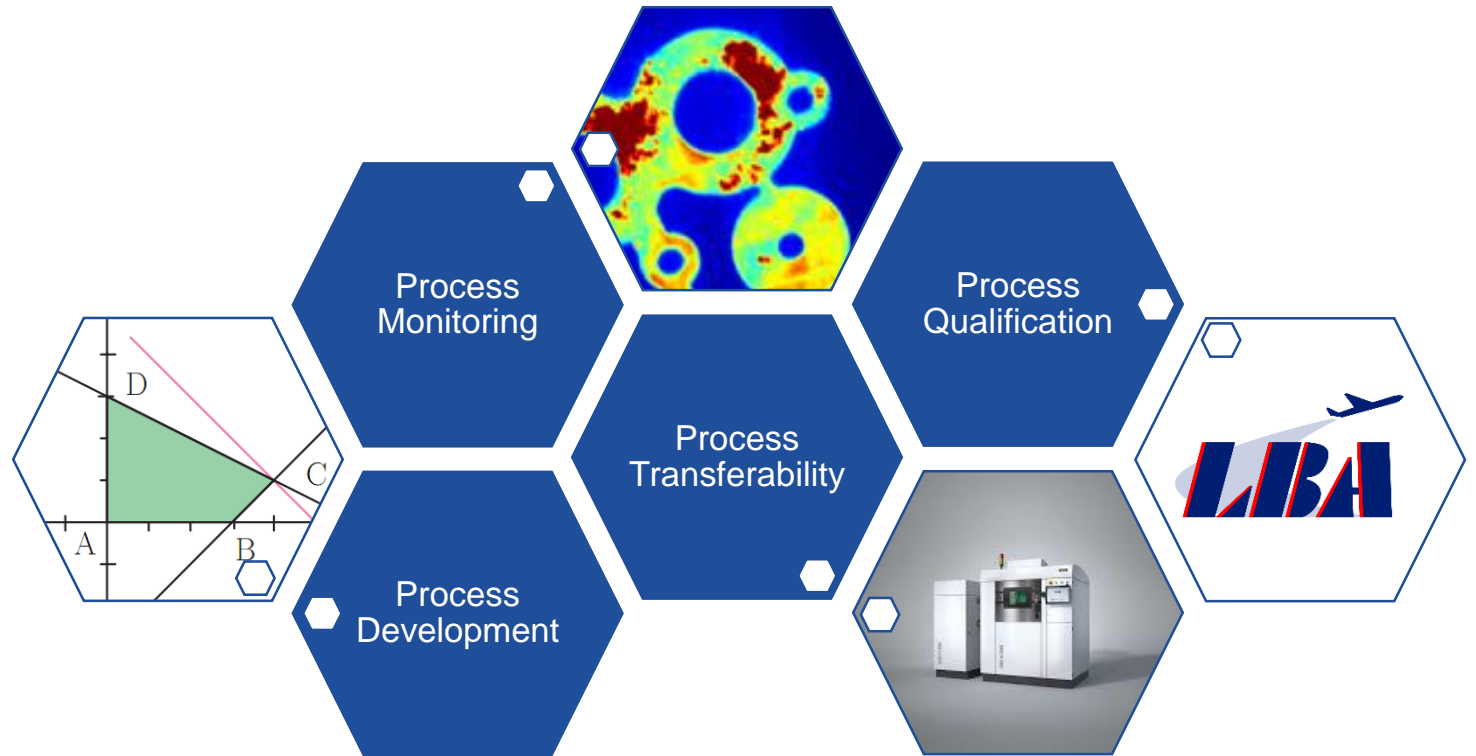 Process
Monitoring
Process
Qualification
D
C
A
B
Process
Transferability
LBA
Process
Development